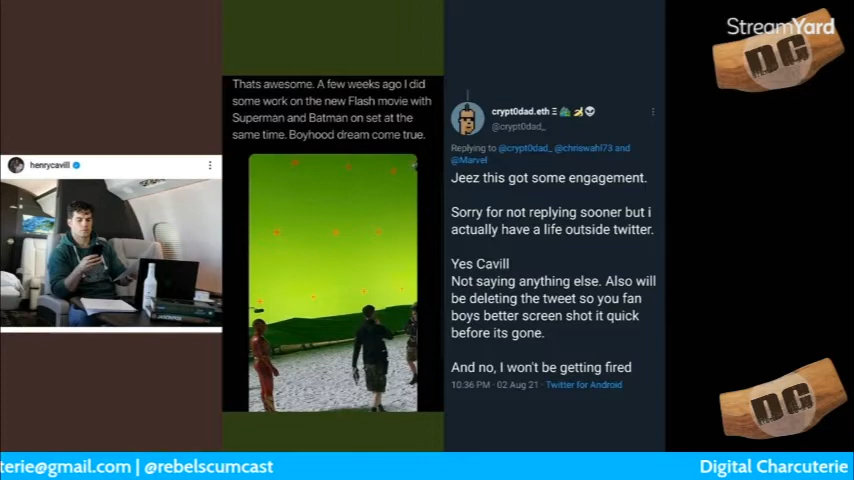 StreamYard
DG
henrycavill
Thats awesome. A few weeks ago I did
some work on the new Flash movie with
Superman and Batman on set at the
same time. Boyhood dream come true.
crypt0dad.eth Ξ
@crypt0dad_
Replying to @crypt0dad_ @chriswahl73 and
@Marvel
Jeez this got some engagement.
Sorry for not replying sooner but i
actually have a life outside twitter.
Yes Cavill
Not saying anything else. Also will
be deleting the tweet so you fan
boys better screen shot it quick
before its gone.
And no, I won't be getting fired
10:36 PM · 02 Aug 21 · Twitter for Android
DG
terie@gmail.com | @rebelscumcast
Digital Charcuterie